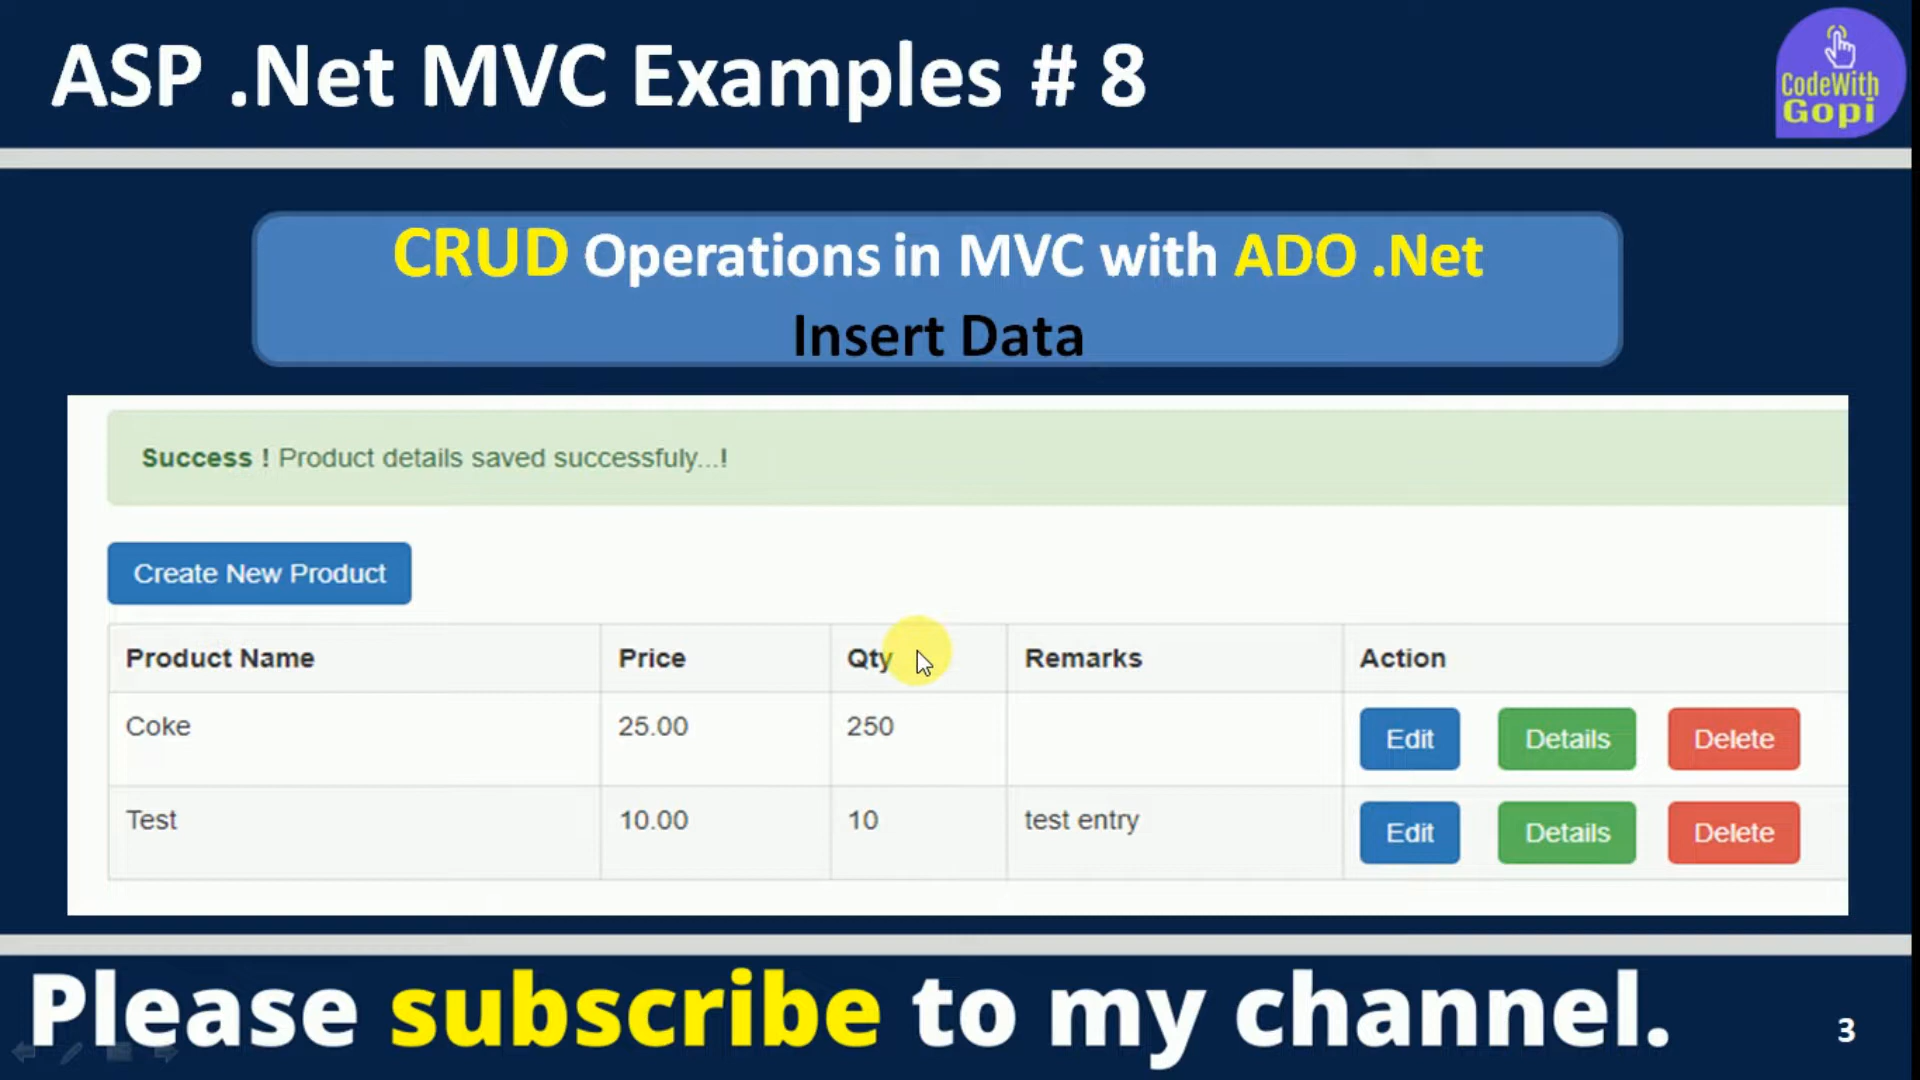 ASP .Net MVC Examples # 8
CodeWith
Gopi
CRUD Operations in MVC with ADO .Net
Insert Data
Success ! Product details saved successfuly...!
Create New Product
Product Name Price Qty Remarks Action
Coke 25.00 250 Edit Details Delete
Test 10.00 10 test entry Edit Details Delete
Please subscribe to my channel.
3